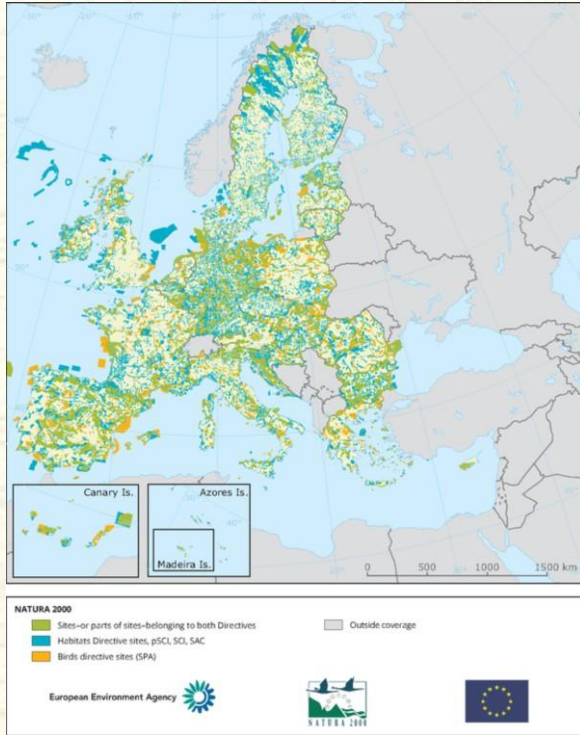 Canary Is.
Azores Is.
Madeira Is.
0 500 1000 1500 km
NATURA 2000
Sites-or parts of sites-belonging to both Directives
Outside coverage
Habitats Directive sites, pSCI, SCI, SAC
Birds directive sites (SPA)
European Environment Agency
NATURA 2000